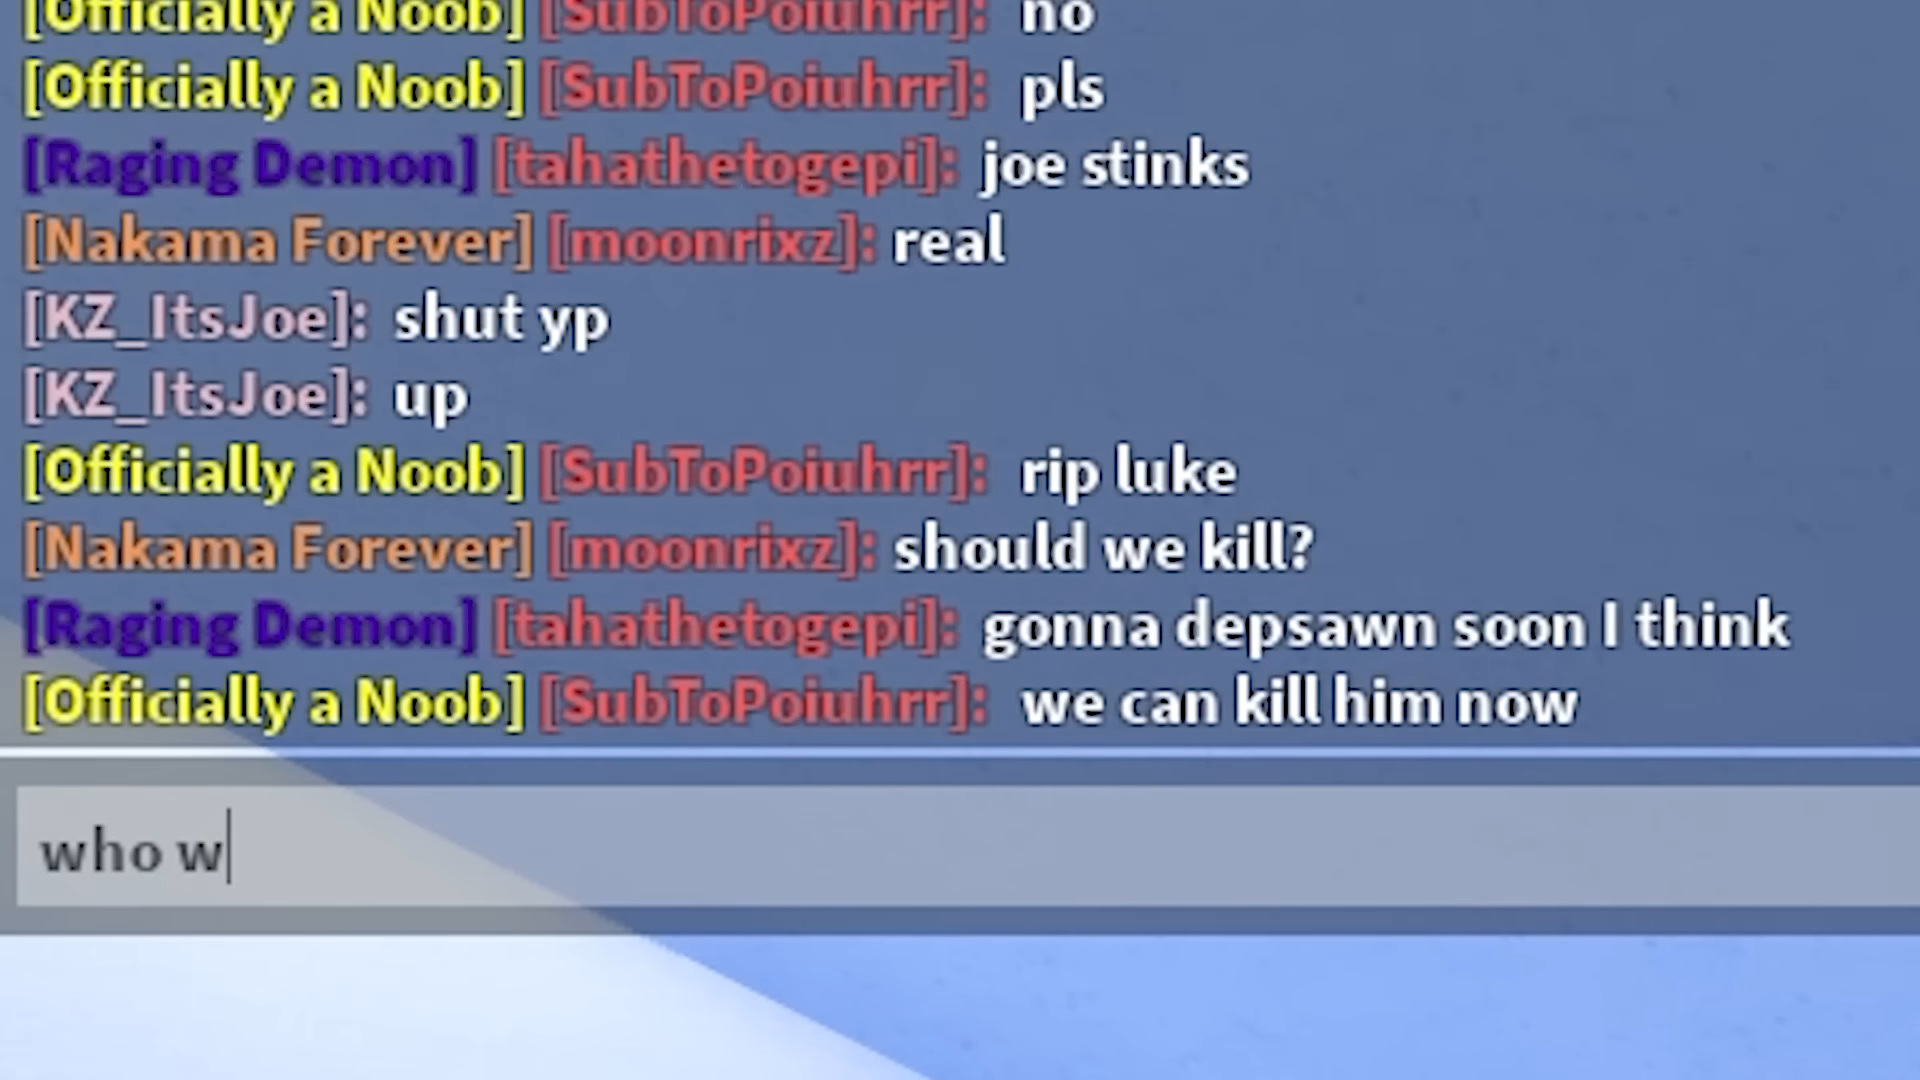 [Officially a Noob] [SubToPoiuhrr]: no
[Officially a Noob] [SubToPoiuhrr]: pls
[Raging Demon] [tahathetogepi]: joe stinks
[Nakama Forever] [moonrixz]: real
[KZ_ItsJoe]: shut yp
[KZ_ItsJoe]: up
[Officially a Noob] [SubToPoiuhrr]: rip luke
[Nakama Forever] [moonrixz]: should we kill?
[Raging Demon] [tahathetogepi]: gonna depsawn soon I think
[Officially a Noob] [SubToPoiuhrr]: we can kill him now
who w